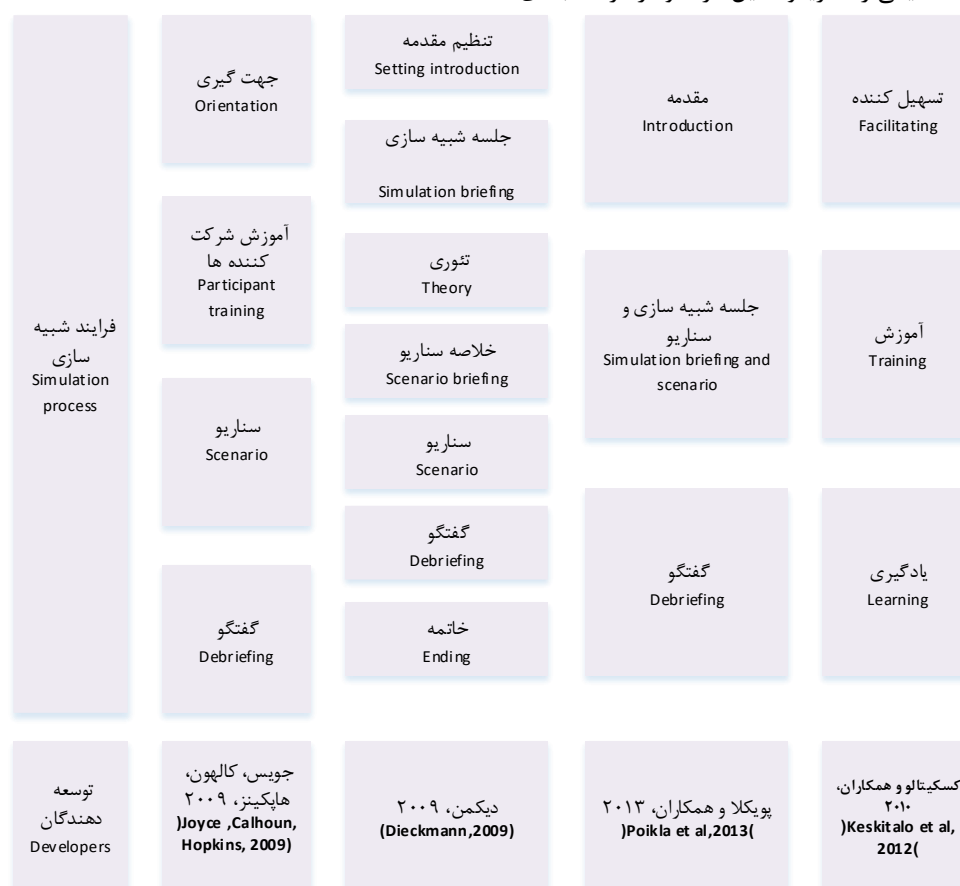 فرایند شبیه
سازی
Simulation
process
جهت گیری
Orientation
آموزش شرکت
کننده ها
Participant
training
سناریو
Scenario
گفتگو
Debriefing
تنظیم مقدمه
Setting introduction
جلسه شبیه سازی
Simulation briefing
تئوری
Theory
خلاصه سناریو
Scenario briefing
سناریو
Scenario
گفتگو
Debriefing
خاتمه
Ending
مقدمه
Introduction
جلسه شبیه سازی و
سناریو
Simulation briefing and
scenario
گفتگو
Debriefing
تسهیل کننده
Facilitating
آموزش
Training
یادگیری
Learning
توسعه
دهندگان
Developers
جویس، کالهون،
هاپکینز، ۲۰۰۹
)Joyce ,Calhoun,
Hopkins, 2009)
دیکمن، ۲۰۰۹
(Dieckmann,2009)
پویکلا و همکاران، ۲۰۱۳
)Poikla et al,2013(
کسکیتالو و همکاران،
۲۰۱۰
)Keskitalo et al,
2012(